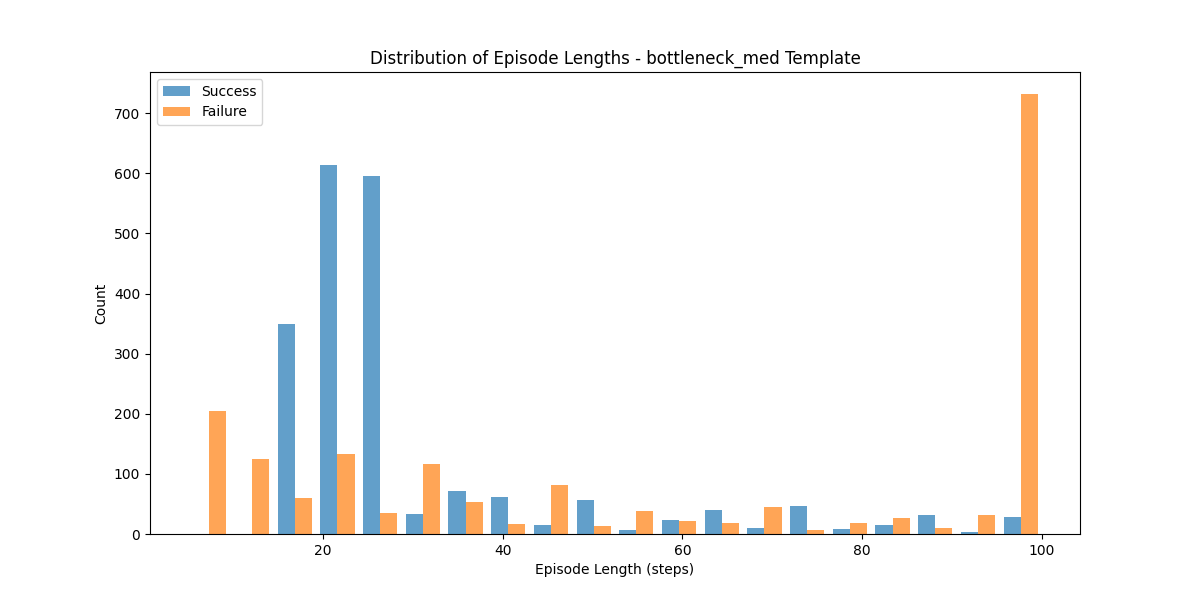 Distribution of Episode Lengths - bottleneck_med Template
Success
Failure
700
600
500
400
300
200
100
0
Count
20
40
60
80
100
Episode Length (steps)